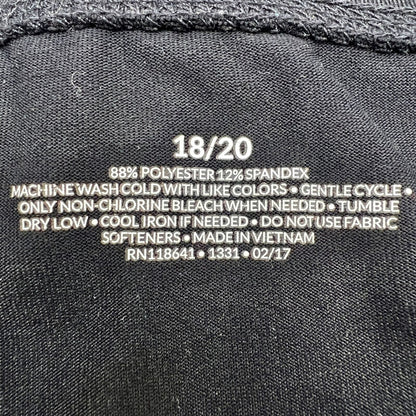 18/20
88% POLYESTER 12% SPANDEX
MACHINE WASH COLD WITH LIKE COLORS • GENTLE CYCLE •
ONLY NON-CHLORINE BLEACH WHEN NEEDED • TUMBLE
DRY LOW • COOL IRON IF NEEDED • DO NOT USE FABRIC
SOFTENERS • MADE IN VIETNAM
RN118641 • 1331 • 02/17